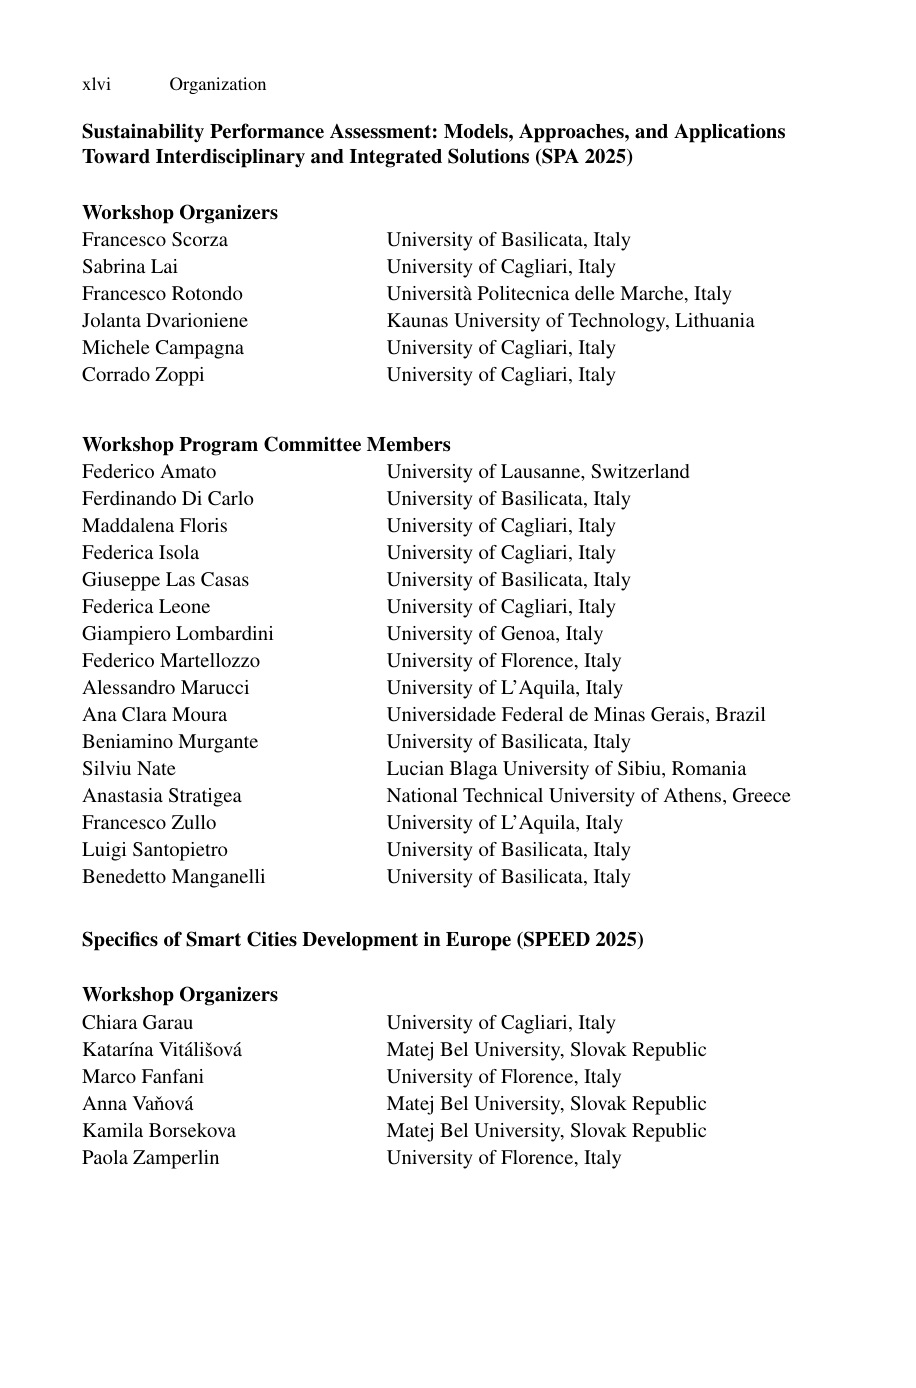 xlvi Organization
Sustainability Performance Assessment: Models, Approaches, and Applications
Toward Interdisciplinary and Integrated Solutions (SPA 2025)
Workshop Organizers
Francesco Scorza University of Basilicata, Italy
Sabrina Lai University of Cagliari, Italy
Francesco Rotondo Università Politecnica delle Marche, Italy
Jolanta Dvarioniene Kaunas University of Technology, Lithuania
Michele Campagna University of Cagliari, Italy
Corrado Zoppi University of Cagliari, Italy
Workshop Program Committee Members
Federico Amato University of Lausanne, Switzerland
Ferdinando Di Carlo University of Basilicata, Italy
Maddalena Floris University of Cagliari, Italy
Federica Isola University of Cagliari, Italy
Giuseppe Las Casas University of Basilicata, Italy
Federica Leone University of Cagliari, Italy
Giampiero Lombardini University of Genoa, Italy
Federico Martellozzo University of Florence, Italy
Alessandro Marucci University of L’Aquila, Italy
Ana Clara Moura Universidade Federal de Minas Gerais, Brazil
Beniamino Murgante University of Basilicata, Italy
Silviu Nate Lucian Blaga University of Sibiu, Romania
Anastasia Stratigea National Technical University of Athens, Greece
Francesco Zullo University of L’Aquila, Italy
Luigi Santopietro University of Basilicata, Italy
Benedetto Manganelli University of Basilicata, Italy
Specifics of Smart Cities Development in Europe (SPEED 2025)
Workshop Organizers
Chiara Garau University of Cagliari, Italy
Katarína Vitálišová Matej Bel University, Slovak Republic
Marco Fanfani University of Florence, Italy
Anna Vaňová Matej Bel University, Slovak Republic
Kamila Borsekova Matej Bel University, Slovak Republic
Paola Zamperlin University of Florence, Italy